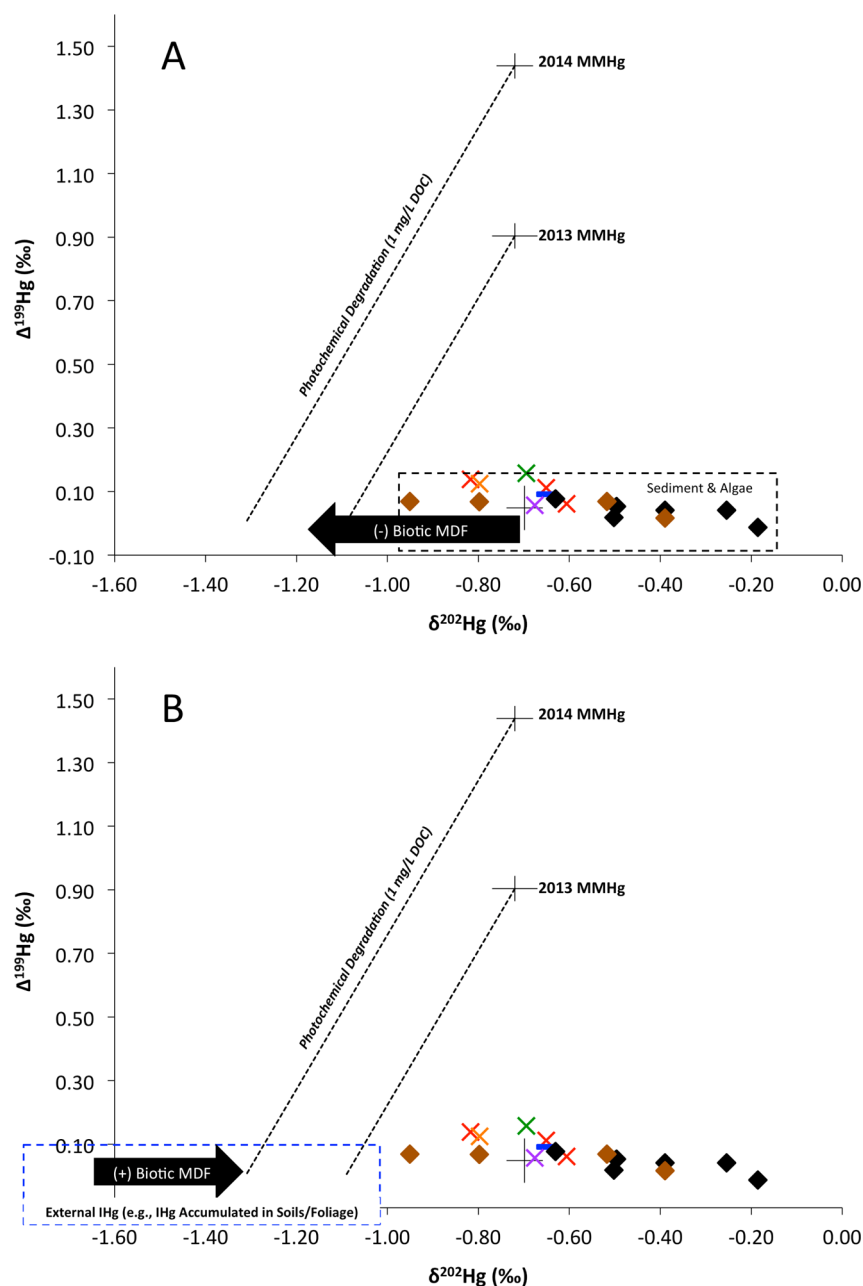 A
1.50
1.30
1.10
0.90
0.70
0.50
0.30
0.10
-0.10
Δ¹⁹⁹Hg (‰)
2014 MMHg
2013 MMHg
Photochemical Degradation (1 mg/L DOC)
Sediment & Algae
(-) Biotic MDF
-1.60 -1.40 -1.20 -1.00 -0.80 -0.60 -0.40 -0.20 0.00
δ²⁰²Hg (‰)
B
1.50
1.30
1.10
0.90
0.70
0.50
0.30
0.10
Δ¹⁹⁹Hg (‰)
2014 MMHg
2013 MMHg
Photochemical Degradation (1 mg/L DOC)
(+) Biotic MDF
External IHg (e.g., IHg Accumulated in Soils/Foliage)
-1.60 -1.40 -1.20 -1.00 -0.80 -0.60 -0.40 -0.20 0.00
δ²⁰²Hg (‰)